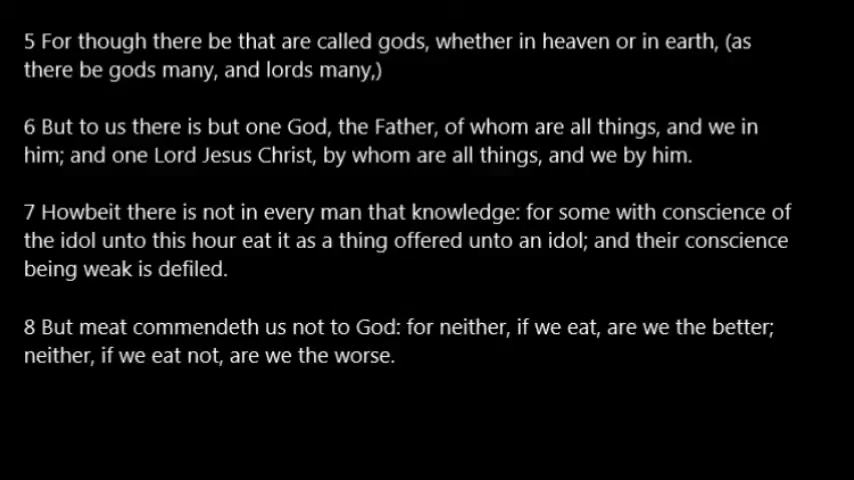 5 For though there be that are called gods, whether in heaven or in earth, (as
there be gods many, and lords many,)
6 But to us there is but one God, the Father, of whom are all things, and we in
him; and one Lord Jesus Christ, by whom are all things, and we by him.
7 Howbeit there is not in every man that knowledge: for some with conscience of
the idol unto this hour eat it as a thing offered unto an idol; and their conscience
being weak is defiled.
8 But meat commendeth us not to God: for neither, if we eat, are we the better;
neither, if we eat not, are we the worse.